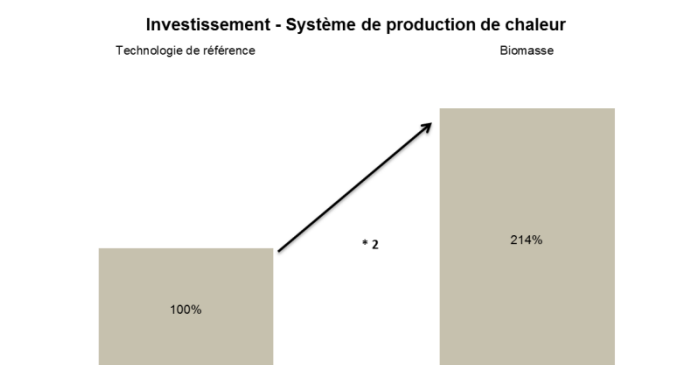 Investissement - Système de production de chaleur
Technologie de référence
Biomasse
* 2
214%
100%